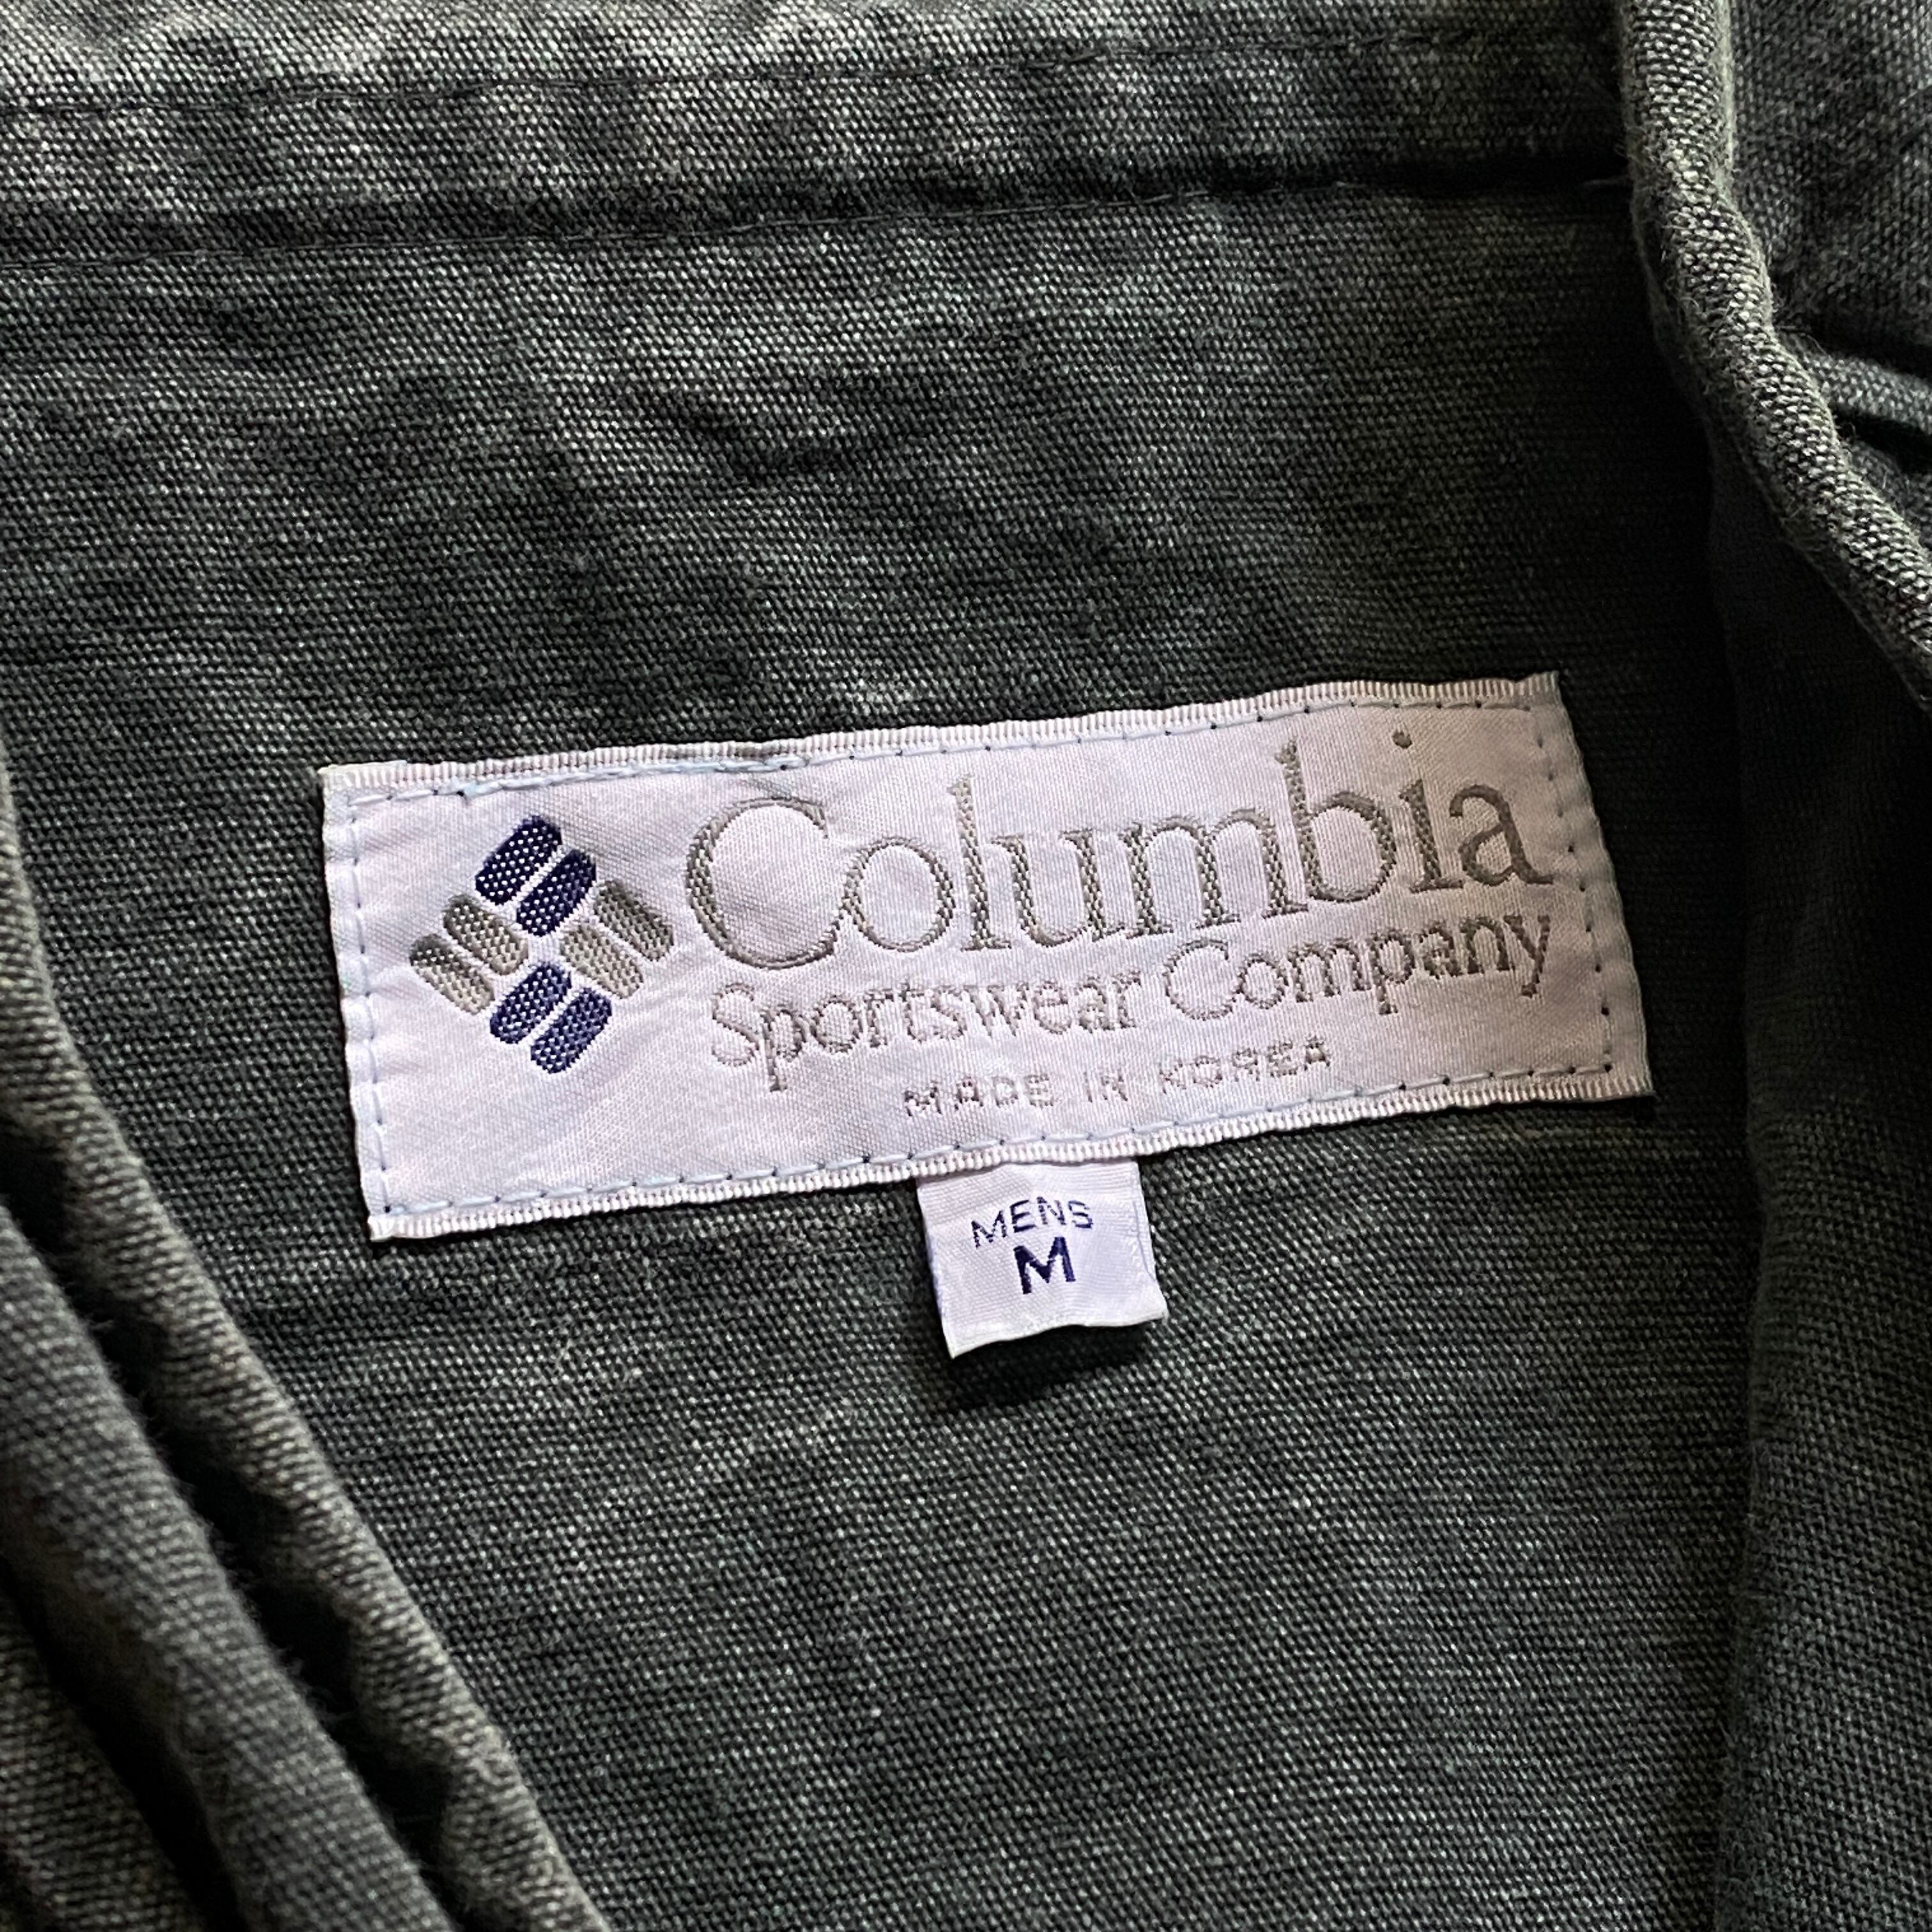 Columbia
Sportswear Company
MADE IN KOREA
MENS
M